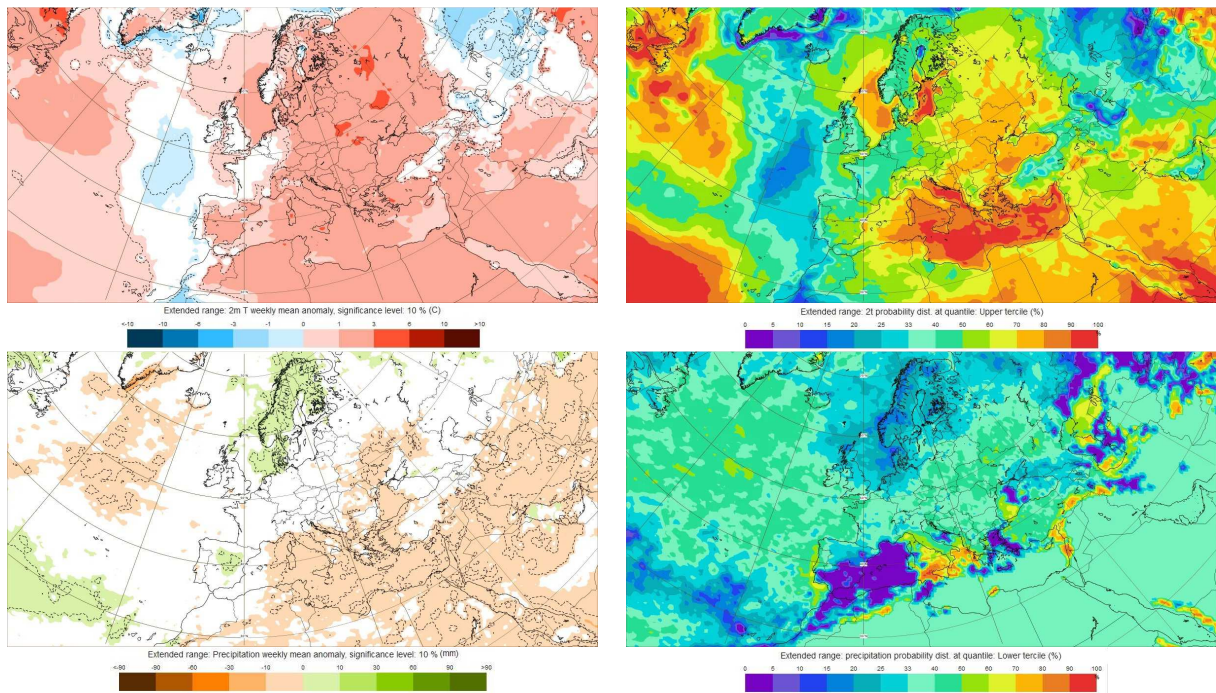 Extended range: 2m T weekly mean anomaly, significance level: 10 % (C)
<-10 -10 -6 -3 -1 0 1 3 6 10 >10
Extended range: 2t probability dist. at quantile: Upper tercile (%)
0 5 10 15 20 25 33 40 50 60 70 80 90 100
%
Extended range: Precipitation weekly mean anomaly, significance level: 10 % (mm)
<-90 -90 -60 -30 -10 0 10 30 60 90 >90
Extended range: precipitation probability dist. at quantile: Lower tercile (%)
0 5 10 15 20 25 33 40 50 60 70 80 90 100
%